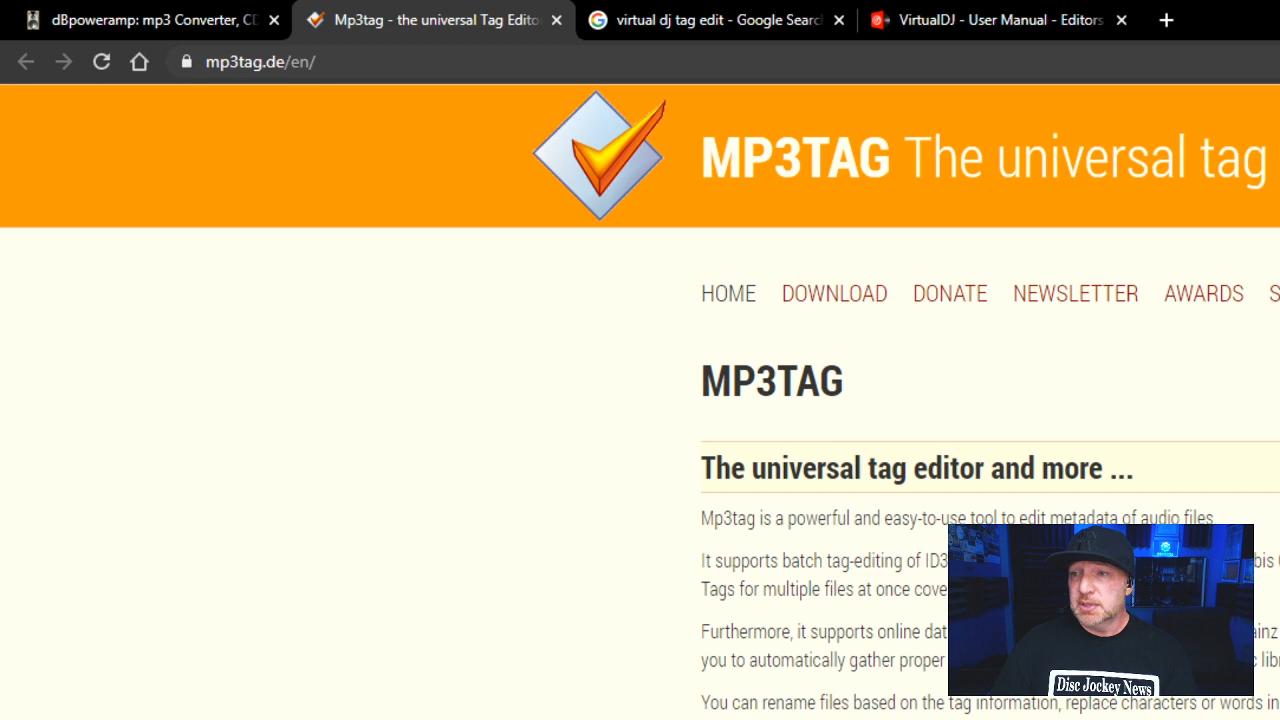 dBpoweramp: mp3 Converter, CD
Mp3tag - the universal Tag Edito
virtual dj tag edit - Google Search
VirtualDJ - User Manual - Editors
mp3tag.de/en/
MP3TAG The universal tag
HOME DOWNLOAD DONATE NEWSLETTER AWARDS S
MP3TAG
The universal tag editor and more ...
Mp3tag is a powerful and easy-to-use tool to edit metadata of audio files
It supports batch tag-editing of ID3 bis
Tags for multiple files at once cove
Furthermore, it supports online dat ainz
you to automatically gather proper c libr
You can rename files based on the tag information, replace characters or words in
Disc Jockey News